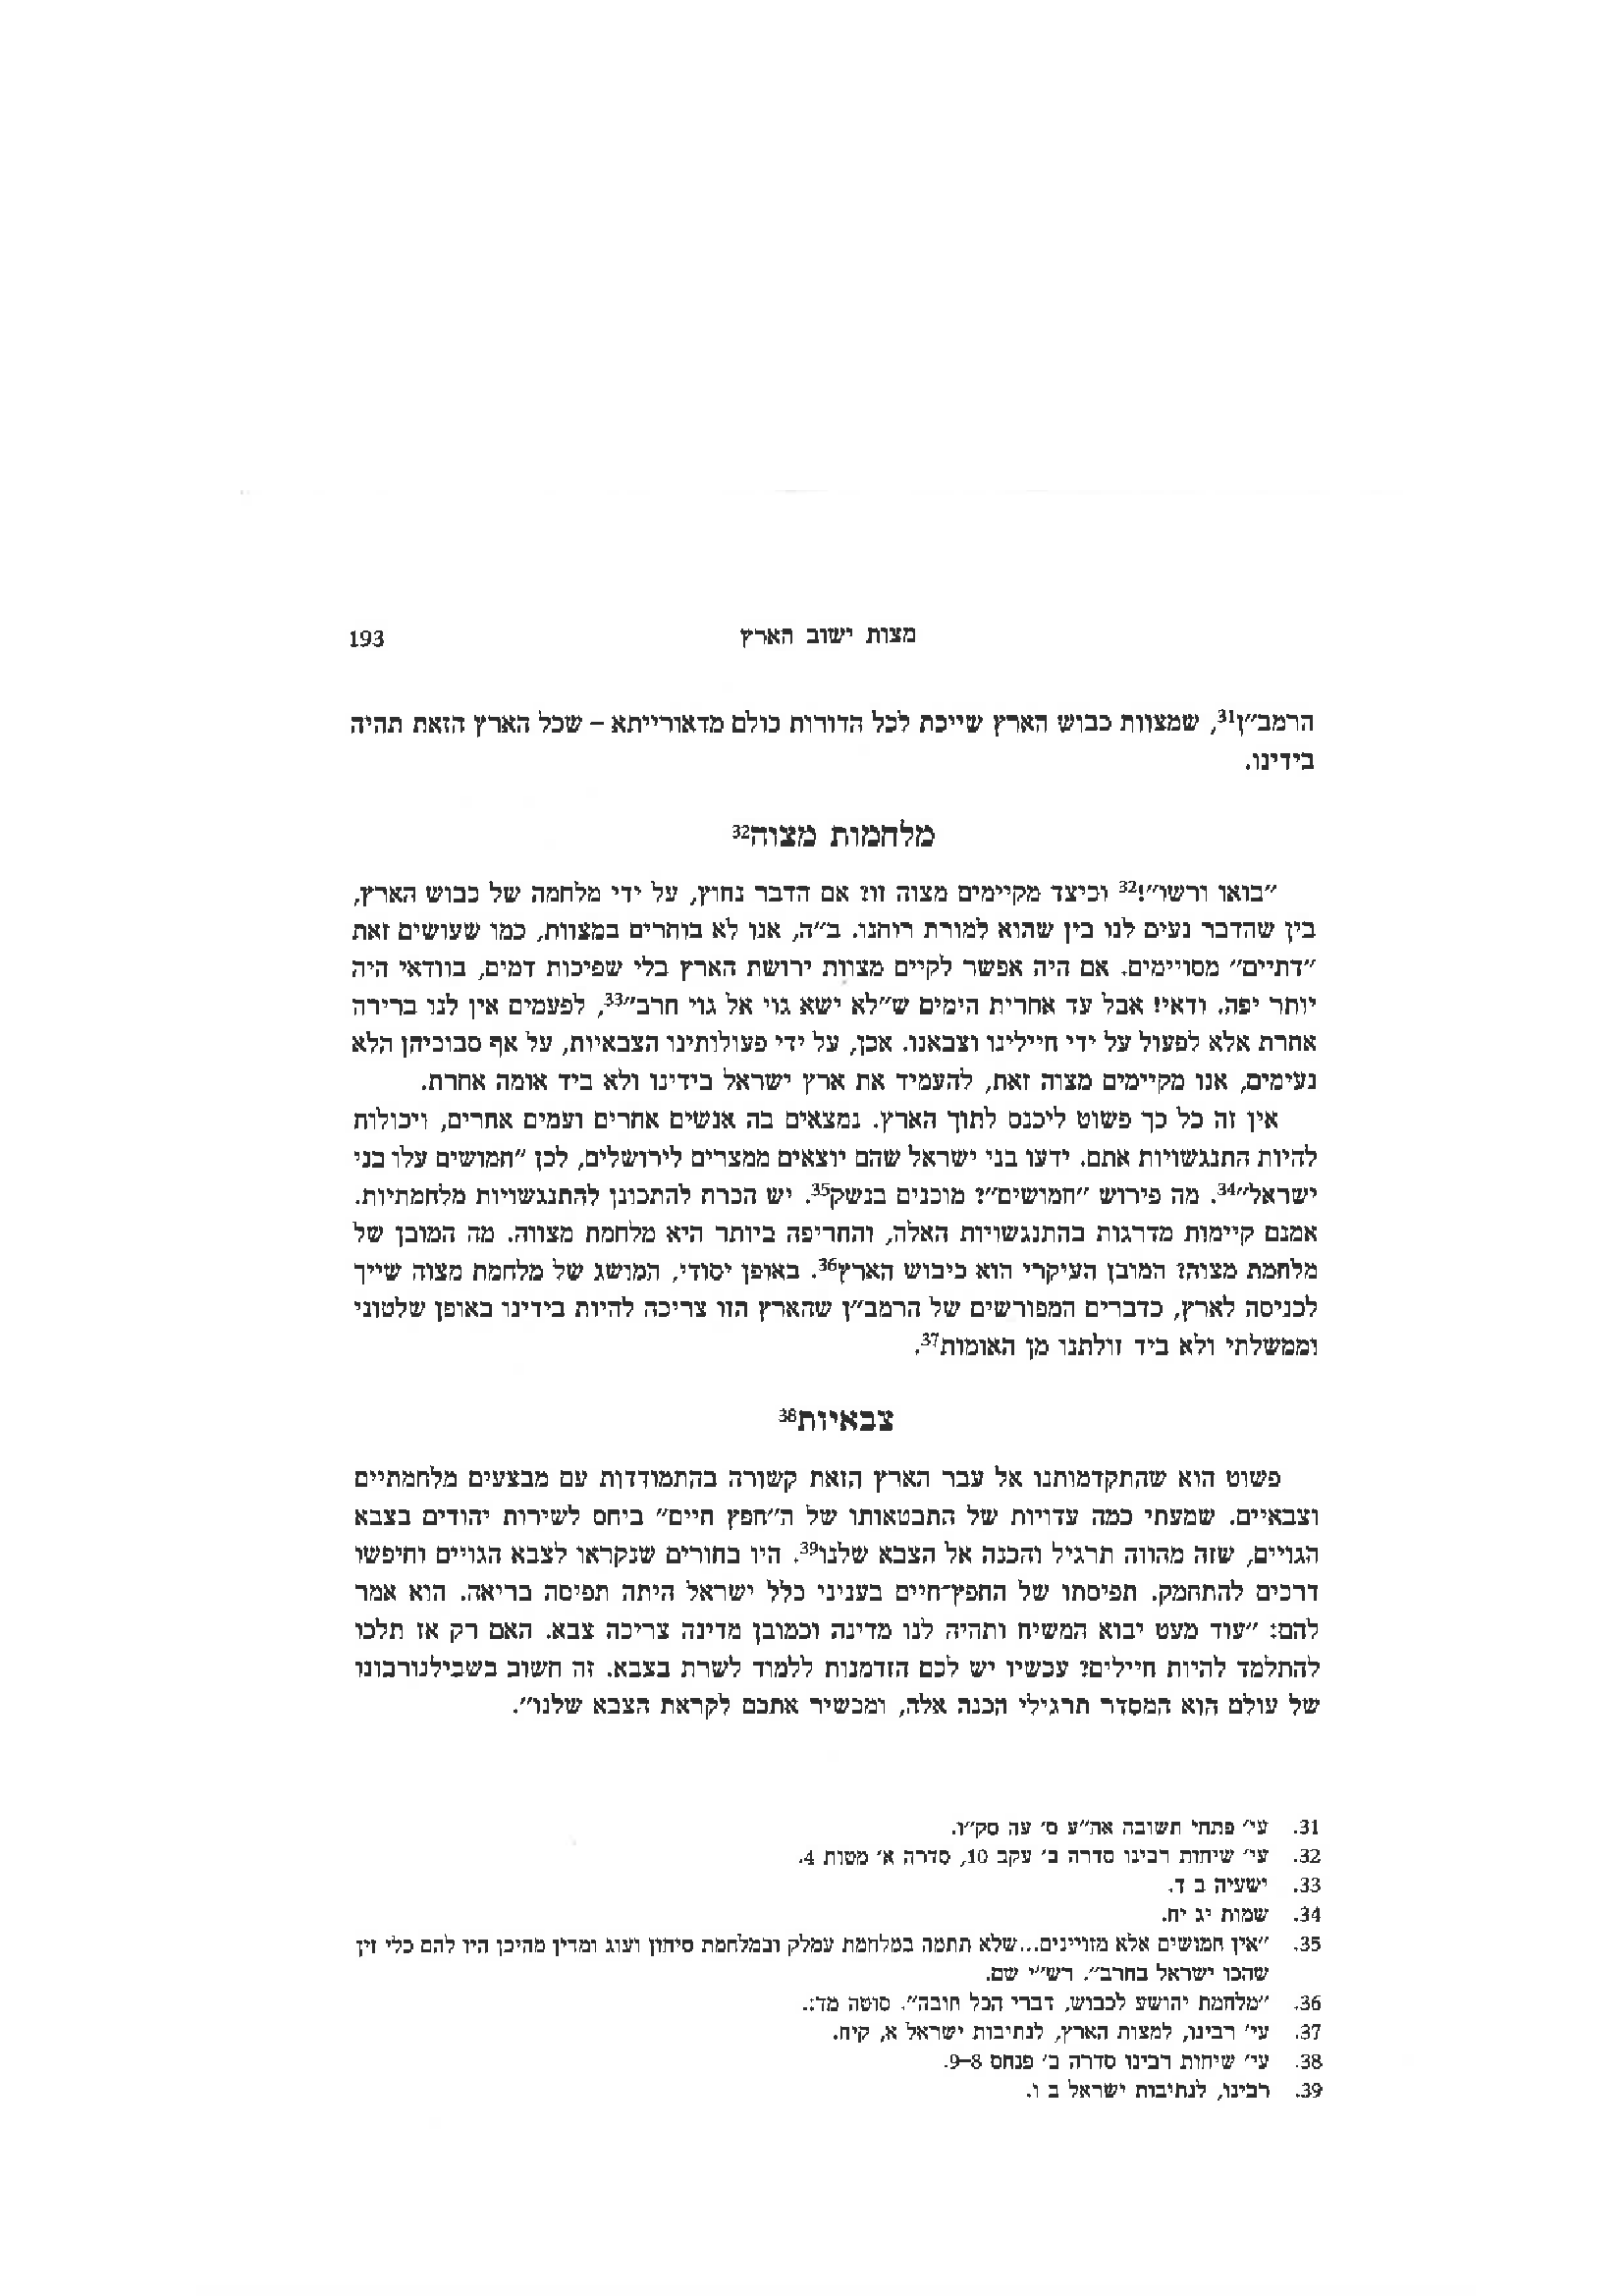 מצות ישוב הארץ 193
הרמב״ן31, שמצוות כבוש הארץ שייכת לכל הדורות כולם מדאורייתא – שכל הארץ הזאת תהיה
בידינו.
מלחמות מצוה32
״בואו ורשו״!32 וכיצד מקיימים מצוה זו? אם הדבר נחוץ, על ידי מלחמה של כבוש הארץ,
בין שהדבר נעים לנו בין שהוא למורת רוחנו. ב״ה, אנו לא בוחרים במצוות, כמו שעושים זאת
״דתיים״ מסויימים. אם היה אפשר לקיים מצוות ירושת הארץ בלי שפיכות דמים, בוודאי היה
יותר יפה. ודאי! אבל עד אחרית הימים ש״לא ישא גוי אל גוי חרב״33, לפעמים אין לנו ברירה
אחרת אלא לפעול על ידי חיילינו וצבאנו. אכן, על ידי פעולותינו הצבאיות, על אף סבוכיהן הלא
נעימים, אנו מקיימים מצוה זאת, להעמיד את ארץ ישראל בידינו ולא ביד אומה אחרת.
אין זה כל כך פשוט ליכנס לתוך הארץ. נמצאים בה אנשים אחרים ועמים אחרים, ויכולות
להיות התנגשויות אתם. ידעו בני ישראל שהם יוצאים ממצרים לירושלים, לכן ״חמושים עלו בני
ישראל״34. מה פירוש ״חמושים״? מוכנים בנשק35. יש הכרח להתכונן להתנגשויות מלחמתיות.
אמנם קיימות מדרגות בהתנגשויות האלה, והחריפה ביותר היא מלחמת מצווה. מה המובן של
מלחמת מצוה? המובן העיקרי הוא כיבוש הארץ36. באופן יסודי, המושג של מלחמת מצוה שייך
לכניסה לארץ, כדברים המפורשים של הרמב״ן שהארץ הזו צריכה להיות בידינו באופן שלטוני
וממשלתי ולא ביד זולתנו מן האומות37.
צבאיות38
פשוט הוא שהתקדמותנו אל עבר הארץ הזאת קשורה בהתמודדות עם מבצעים מלחמתיים
וצבאיים. שמעתי כמה עדויות של התבטאותו של ה״חפץ חיים״ ביחס לשירות יהודים בצבא
הגויים, שזה מהווה תרגיל והכנה אל הצבא שלנו39. היו בחורים שנקראו לצבא הגויים וחיפשו
דרכים להתחמק. תפיסתו של החפץ־חיים בעניני כלל ישראל היתה תפיסה בריאה. הוא אמר
להם: ״עוד מעט יבוא המשיח ותהיה לנו מדינה וכמובן מדינה צריכה צבא. האם רק אז תלכו
להתלמד להיות חיילים? עכשיו יש לכם הזדמנות ללמוד לשרת בצבא. זה חשוב בשבילנורבונו
של עולם הוא המסדר תרגילי הכנה אלה, ומכשיר אתכם לקראת הצבא שלנו״.
31. עי׳ פתחי תשובה אה״ע ס׳ עה סק״ו.
32. עי׳ שיחות רבינו סדרה ב׳ עקב 10, סדרה א׳ מטות 4.
33. ישעיה ב ד.
34. שמות יג יח.
35. ״אין חמושים אלא מזויינים...שלא תתמה במלחמת עמלק ובמלחמת סיחון ועוג ומדין מהיכן היו להם כלי זין
שהכו ישראל בחרב״. רש״י שם.
36. ״מלחמת יהושע לכבוש, דברי הכל חובה״. סוטה מד:.
37. עי׳ רבינו, למצות הארץ, לנתיבות ישראל א, קיח.
38. עי׳ שיחות רבינו סדרה ב׳ פנחס 8–9.
39. רבינו, לנתיבות ישראל ב ו.